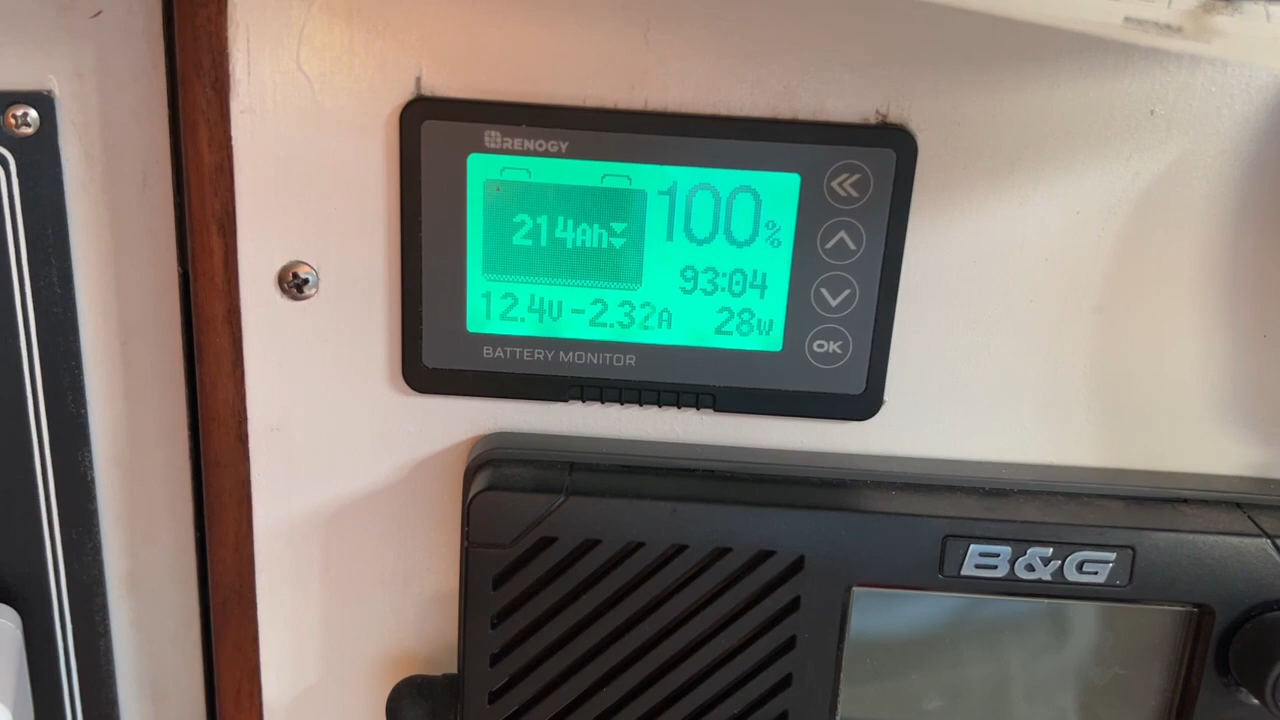 RENOGY
214Ah
100%
93:04
12.4V -2.32A 28W
OK
BATTERY MONITOR
B&G